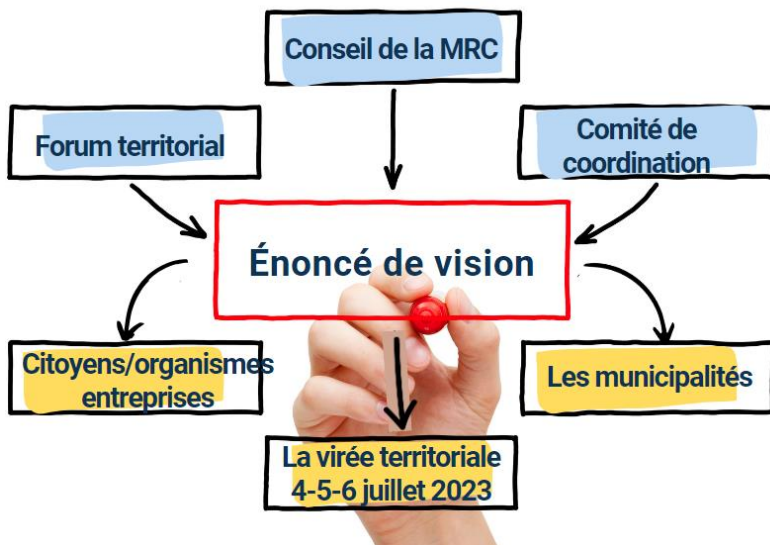 Conseil de la MRC
Forum territorial
Comité de
coordination
Énoncé de vision
Citoyens/organismes
entreprises
Les municipalités
La virée territoriale
4-5-6 juillet 2023